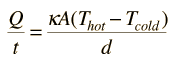 Q/t = κA(T_hot − T_cold)/d